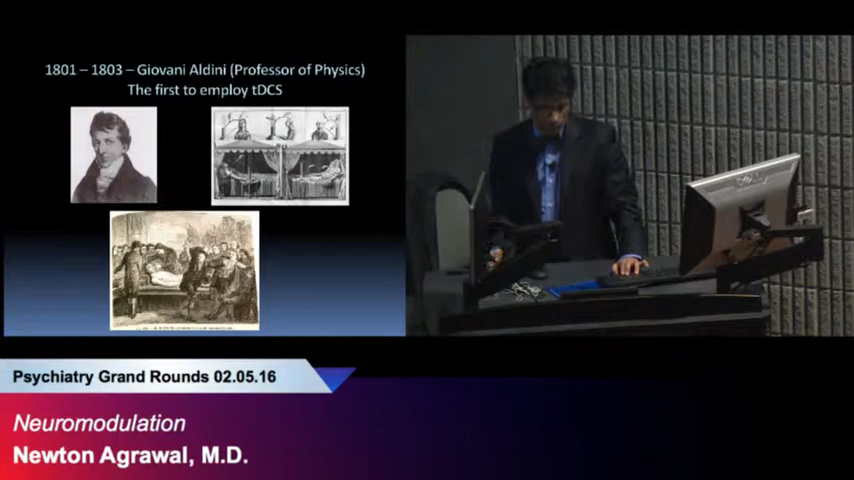 1801 – 1803 – Giovani Aldini (Professor of Physics)
The first to employ tDCS
Psychiatry Grand Rounds 02.05.16
Neuromodulation
Newton Agrawal, M.D.